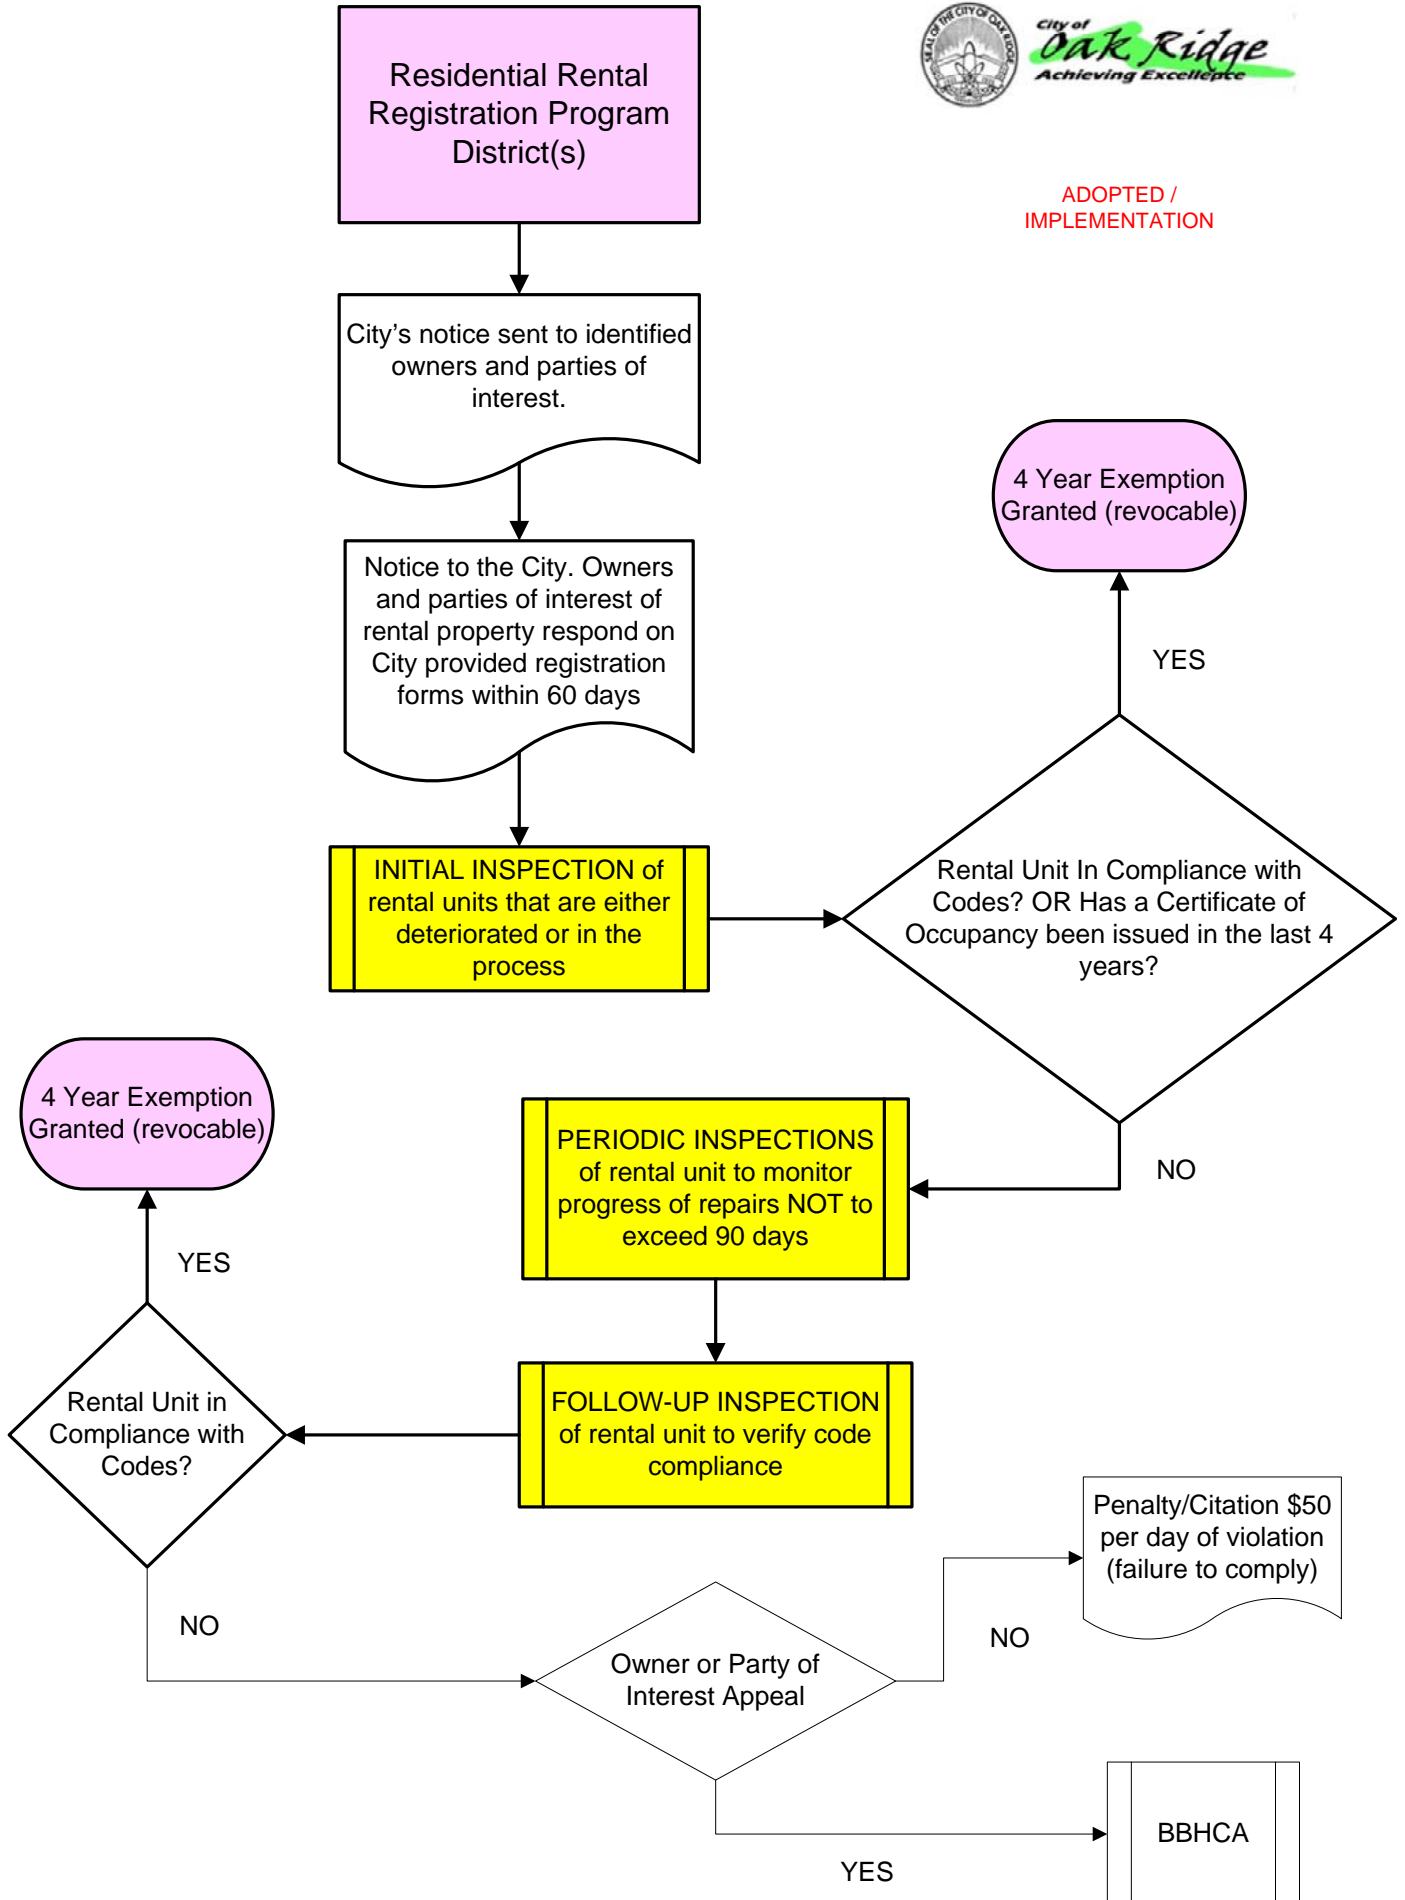 Residential Rental
Registration Program
District(s)
SEAL OF THE CITY OF OAK RIDGE
City of
Oak Ridge
Achieving Excellence
ADOPTED /
IMPLEMENTATION
City's notice sent to identified
owners and parties of
interest.
Notice to the City. Owners
and parties of interest of
rental property respond on
City provided registration
forms within 60 days
4 Year Exemption
Granted (revocable)
YES
INITIAL INSPECTION of
rental units that are either
deteriorated or in the
process
Rental Unit In Compliance with
Codes? OR Has a Certificate of
Occupancy been issued in the last 4
years?
NO
PERIODIC INSPECTIONS
of rental unit to monitor
progress of repairs NOT to
exceed 90 days
4 Year Exemption
Granted (revocable)
YES
FOLLOW-UP INSPECTION
of rental unit to verify code
compliance
Rental Unit in
Compliance with
Codes?
NO
Owner or Party of
Interest Appeal
NO
Penalty/Citation $50
per day of violation
(failure to comply)
YES
BBHCA